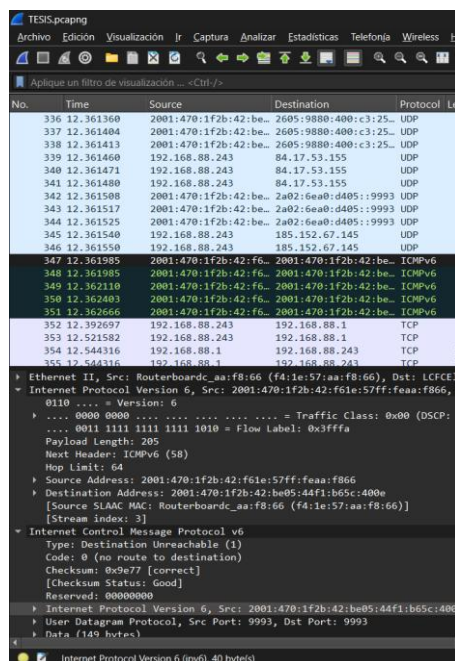 TESIS.pcapng
Archivo Edición Visualización Ir Captura Analizar Estadísticas Telefonía Wireless
Aplique un filtro de visualización ... <Ctrl-/>
No. Time Source Destination Protocol Le
336 12.361360 2001:470:1f2b:42:be… 2605:9880:400:c3:25… UDP
337 12.361404 2001:470:1f2b:42:be… 2605:9880:400:c3:25… UDP
338 12.361413 2001:470:1f2b:42:be… 2605:9880:400:c3:25… UDP
339 12.361460 192.168.88.243 84.17.53.155 UDP
340 12.361471 192.168.88.243 84.17.53.155 UDP
341 12.361480 192.168.88.243 84.17.53.155 UDP
342 12.361508 2001:470:1f2b:42:be… 2a02:6ea0:d405::9993 UDP
343 12.361517 2001:470:1f2b:42:be… 2a02:6ea0:d405::9993 UDP
344 12.361525 2001:470:1f2b:42:be… 2a02:6ea0:d405::9993 UDP
345 12.361540 192.168.88.243 185.152.67.145 UDP
346 12.361550 192.168.88.243 185.152.67.145 UDP
347 12.361985 2001:470:1f2b:42:f6… 2001:470:1f2b:42:be… ICMPv6
348 12.361985 2001:470:1f2b:42:f6… 2001:470:1f2b:42:be… ICMPv6
349 12.362110 2001:470:1f2b:42:f6… 2001:470:1f2b:42:be… ICMPv6
350 12.362403 2001:470:1f2b:42:f6… 2001:470:1f2b:42:be… ICMPv6
351 12.362666 2001:470:1f2b:42:f6… 2001:470:1f2b:42:be… ICMPv6
352 12.392697 192.168.88.243 192.168.88.1 TCP
353 12.521582 192.168.88.243 192.168.88.1 TCP
354 12.544316 192.168.88.1 192.168.88.243 TCP
355 12.544316 192.168.88.1 192.168.88.243 TCP
Ethernet II, Src: Routerboardc_aa:f8:66 (f4:1e:57:aa:f8:66), Dst: LCFCE
Internet Protocol Version 6, Src: 2001:470:1f2b:42:f61e:57ff:feaa:f866,
0110 .... = Version: 6
.... 0000 0000 .... .... .... .... .... = Traffic Class: 0x00 (DSCP:
.... 0011 1111 1111 1111 1010 = Flow Label: 0x3fffa
Payload Length: 205
Next Header: ICMPv6 (58)
Hop Limit: 64
Source Address: 2001:470:1f2b:42:f61e:57ff:feaa:f866
Destination Address: 2001:470:1f2b:42:be05:44f1:b65c:400e
[Source SLAAC MAC: Routerboardc_aa:f8:66 (f4:1e:57:aa:f8:66)]
[Stream index: 3]
Internet Control Message Protocol v6
Type: Destination Unreachable (1)
Code: 0 (no route to destination)
Checksum: 0x9e77 [correct]
[Checksum Status: Good]
Reserved: 00000000
Internet Protocol Version 6, Src: 2001:470:1f2b:42:be05:44f1:b65c:400
User Datagram Protocol, Src Port: 9993, Dst Port: 9993
Data (149 bytes)
Internet Protocol Version 6 (ipv6), 40 byte(s)